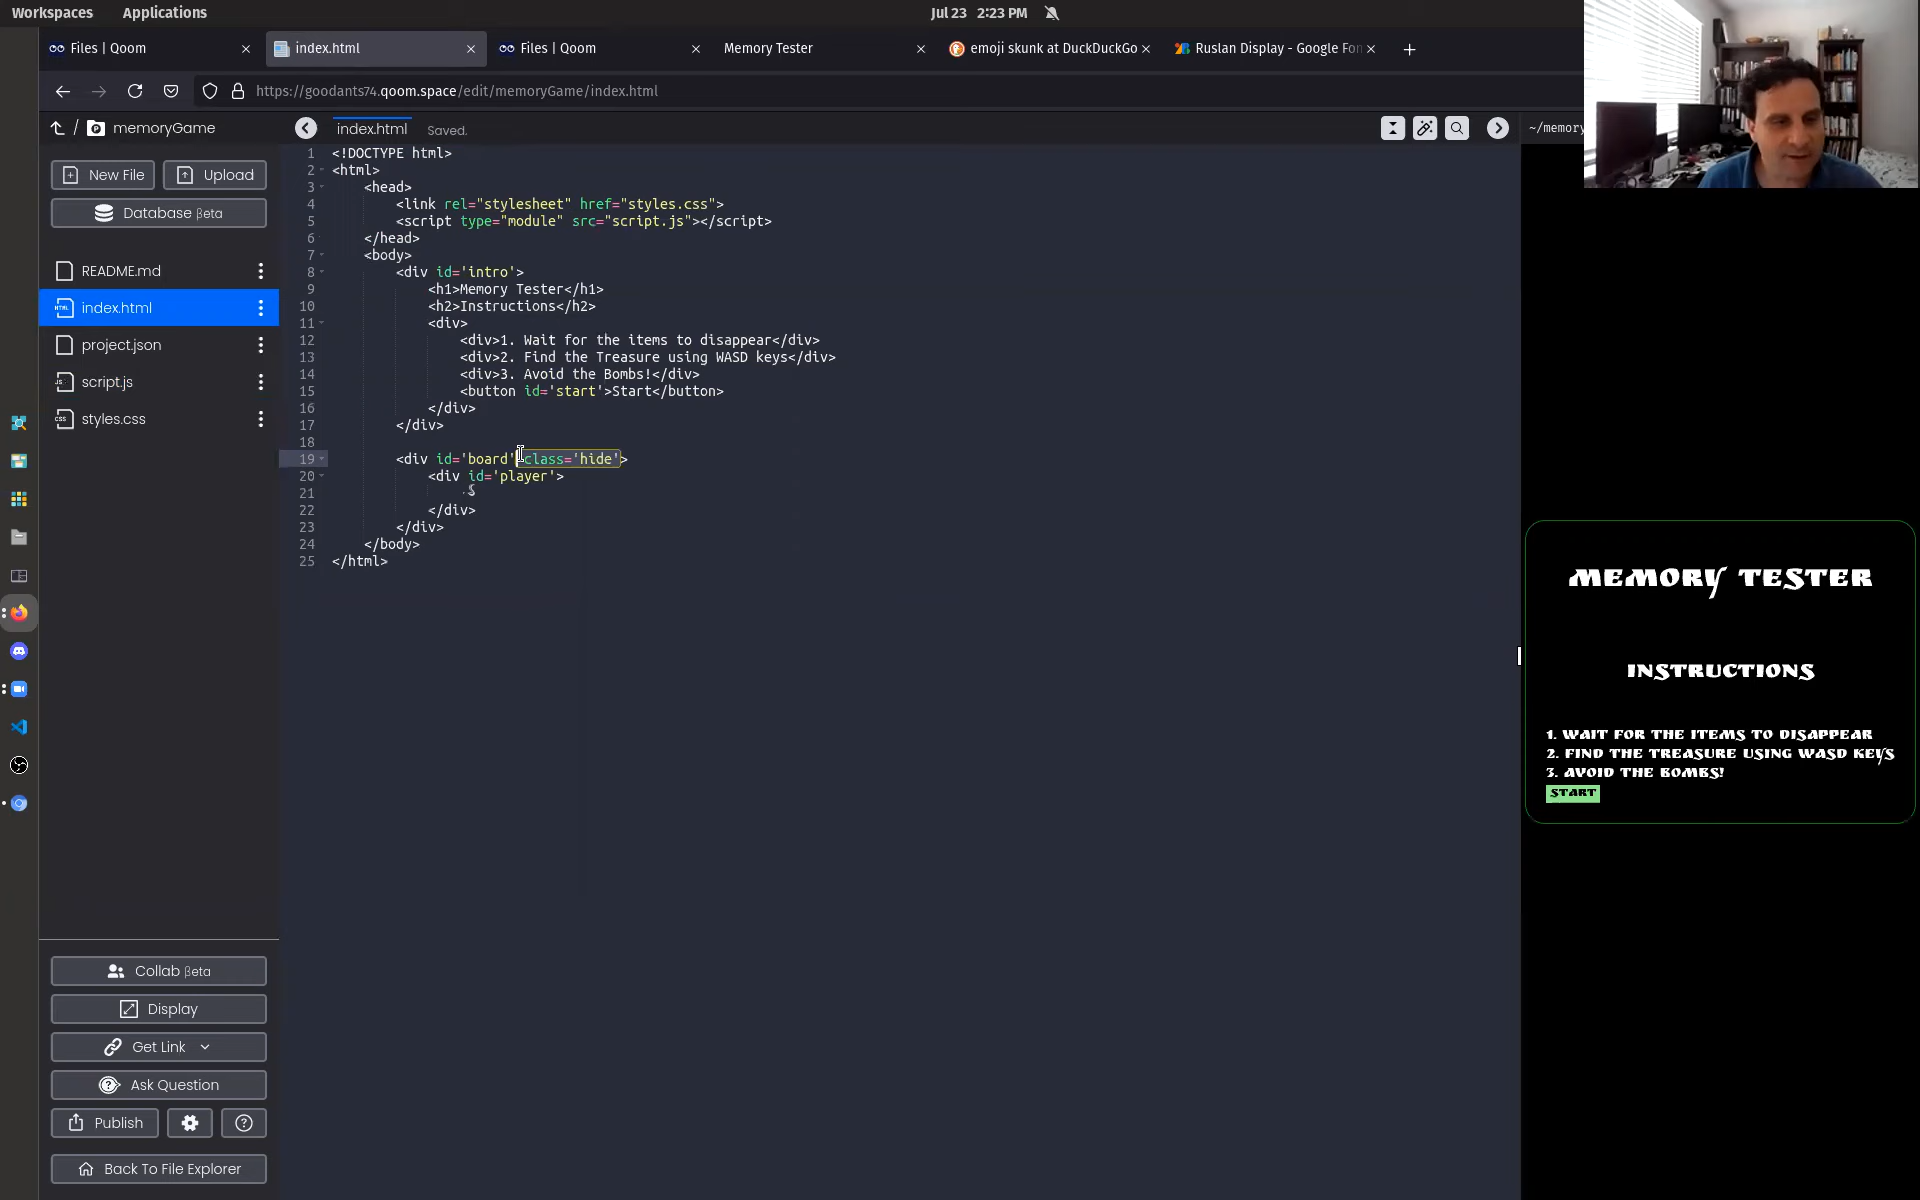 Workspaces Applications Jul 23 2:23 PM
Files | Qoom index.html Files | Qoom Memory Tester emoji skunk at DuckDuckGo Ruslan Display - Google Fon
https://goodants74.qoom.space/edit/memoryGame/index.html
/ memoryGame index.html Saved. ~/memory
New File Upload
Database βeta
README.md
index.html
project.json
script.js
styles.css
1 <!DOCTYPE html>
2 <html>
3 <head>
4 <link rel="stylesheet" href="styles.css">
5 <script type="module" src="script.js"></script>
6 </head>
7 <body>
8 <div id='intro'>
9 <h1>Memory Tester</h1>
10 <h2>Instructions</h2>
11 <div>
12 <div>1. Wait for the items to disappear</div>
13 <div>2. Find the Treasure using WASD keys</div>
14 <div>3. Avoid the Bombs!</div>
15 <button id='start'>Start</button>
16 </div>
17 </div>
18
19 <div id='board' class='hide'>
20 <div id='player'>
21 🦨
22 </div>
23 </div>
24 </body>
25 </html>
MEMORY TESTER
INSTRUCTIONS
1. WAIT FOR THE ITEMS TO DISAPPEAR
2. FIND THE TREASURE USING WASD KEYS
3. AVOID THE BOMBS!
START
Collab βeta
Display
Get Link
Ask Question
Publish
Back To File Explorer